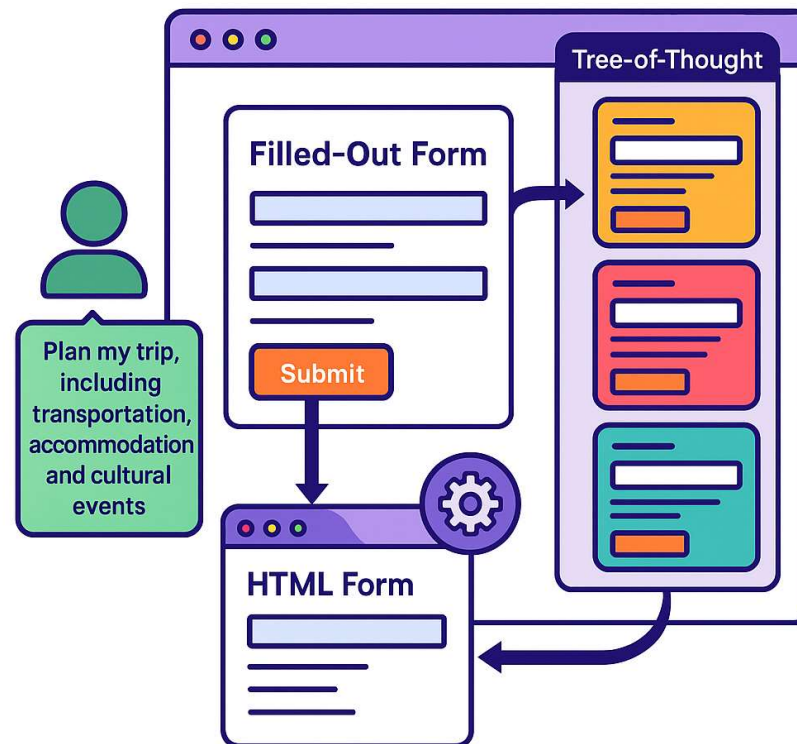 Tree-of-Thought
Filled-Out Form
Submit
Plan my trip,
including
transportation,
accommodation
and cultural
events
HTML Form